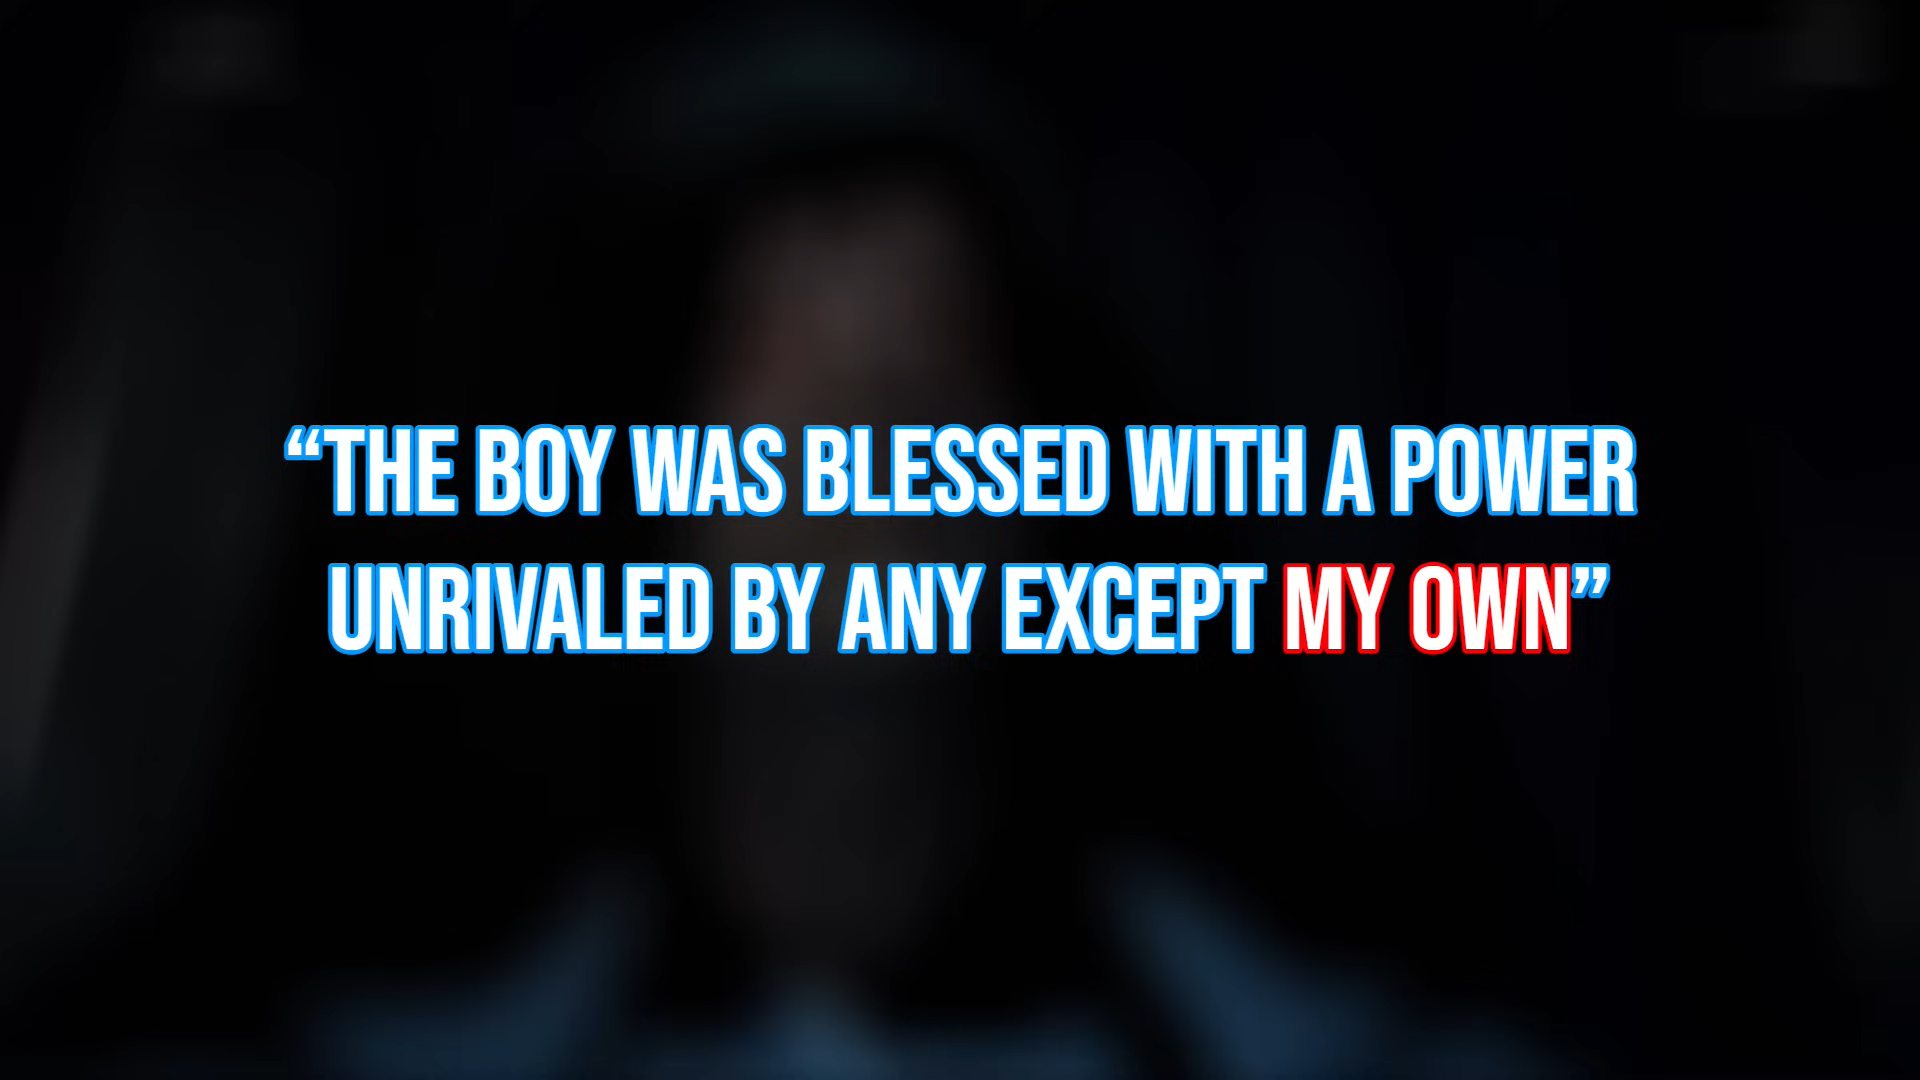 “THE BOY WAS BLESSED WITH A POWER
UNRIVALED BY ANY EXCEPT MY OWN”